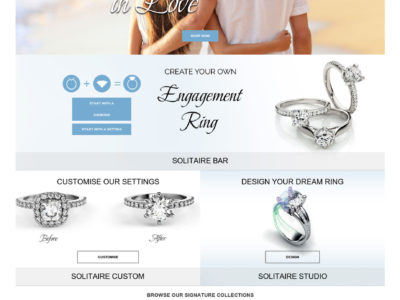 in Love
SHOP NOW
CREATE YOUR OWN
Engagement
Ring
START WITH A
DIAMOND
START WITH A SETTING
SOLITAIRE BAR
CUSTOMISE OUR SETTINGS
DESIGN YOUR DREAM RING
Before
After
CUSTOMISE
DESIGN
SOLITAIRE CUSTOM
SOLITAIRE STUDIO
BROWSE OUR SIGNATURE COLLECTIONS